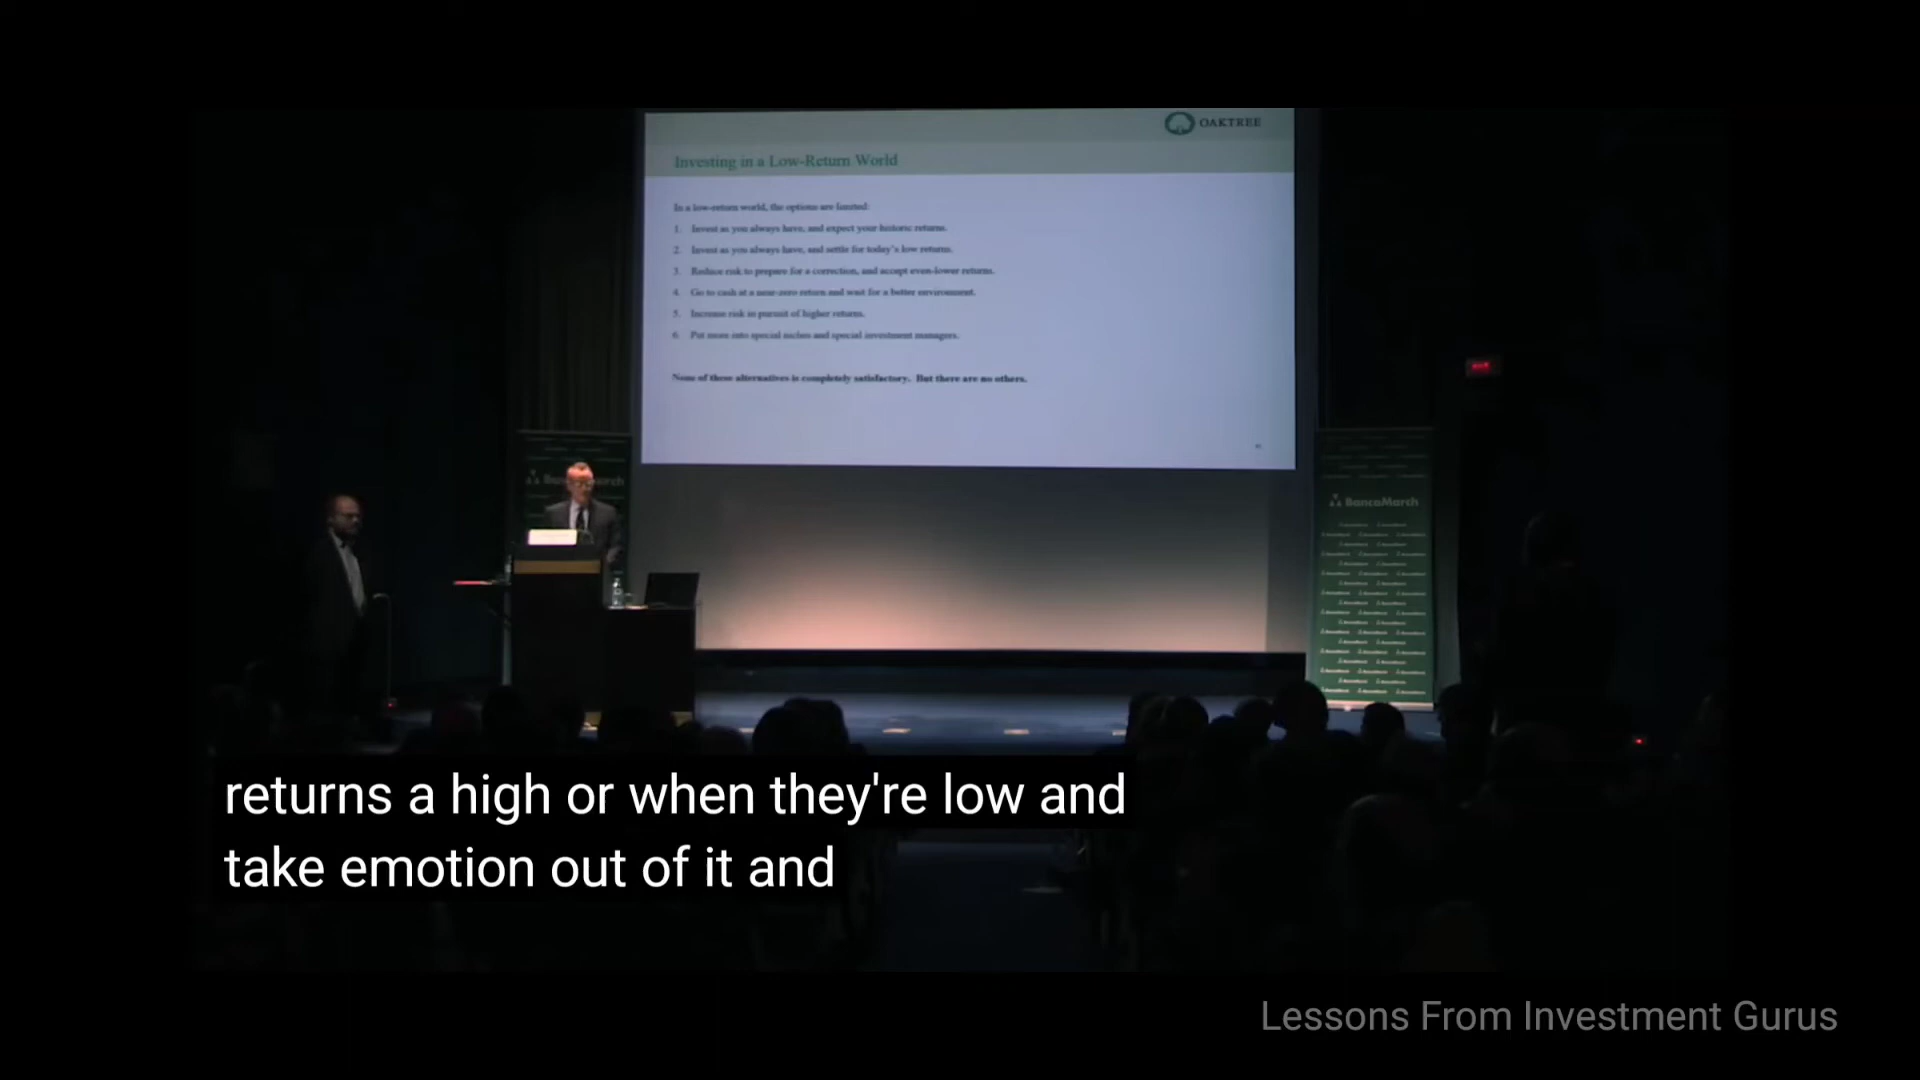 OAKTREE
Investing in a Low-Return World
In a low-return world, the options are limited:
1. Invest as you always have, and expect your historic returns.
2. Invest as you always have, and settle for today's low returns.
3. Reduce risk to prepare for a correction, and accept even-lower returns.
4. Go to cash at a near-zero return and wait for a better environment.
5. Increase risk in pursuit of higher returns.
6. Put more into special niches and special investment managers.
None of these alternatives is completely satisfactory. But there are no others.
BancaMarch
returns a high or when they're low and
take emotion out of it and
Lessons From Investment Gurus